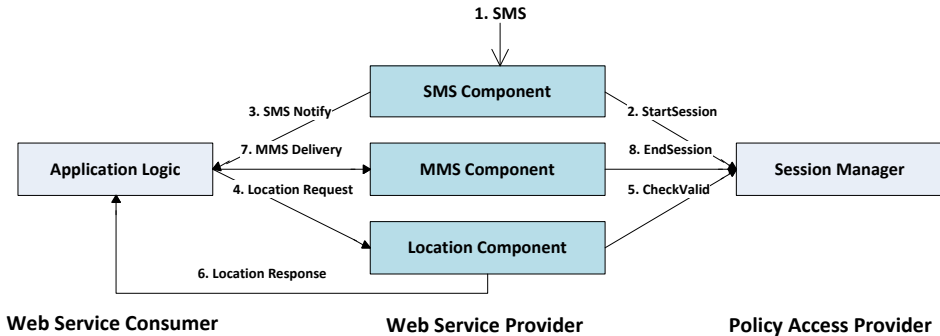 1. SMS
SMS Component
3. SMS Notify
2. StartSession
7. MMS Delivery
8. EndSession
Application Logic
MMS Component
Session Manager
4. Location Request
5. CheckValid
Location Component
6. Location Response
Web Service Consumer
Web Service Provider
Policy Access Provider